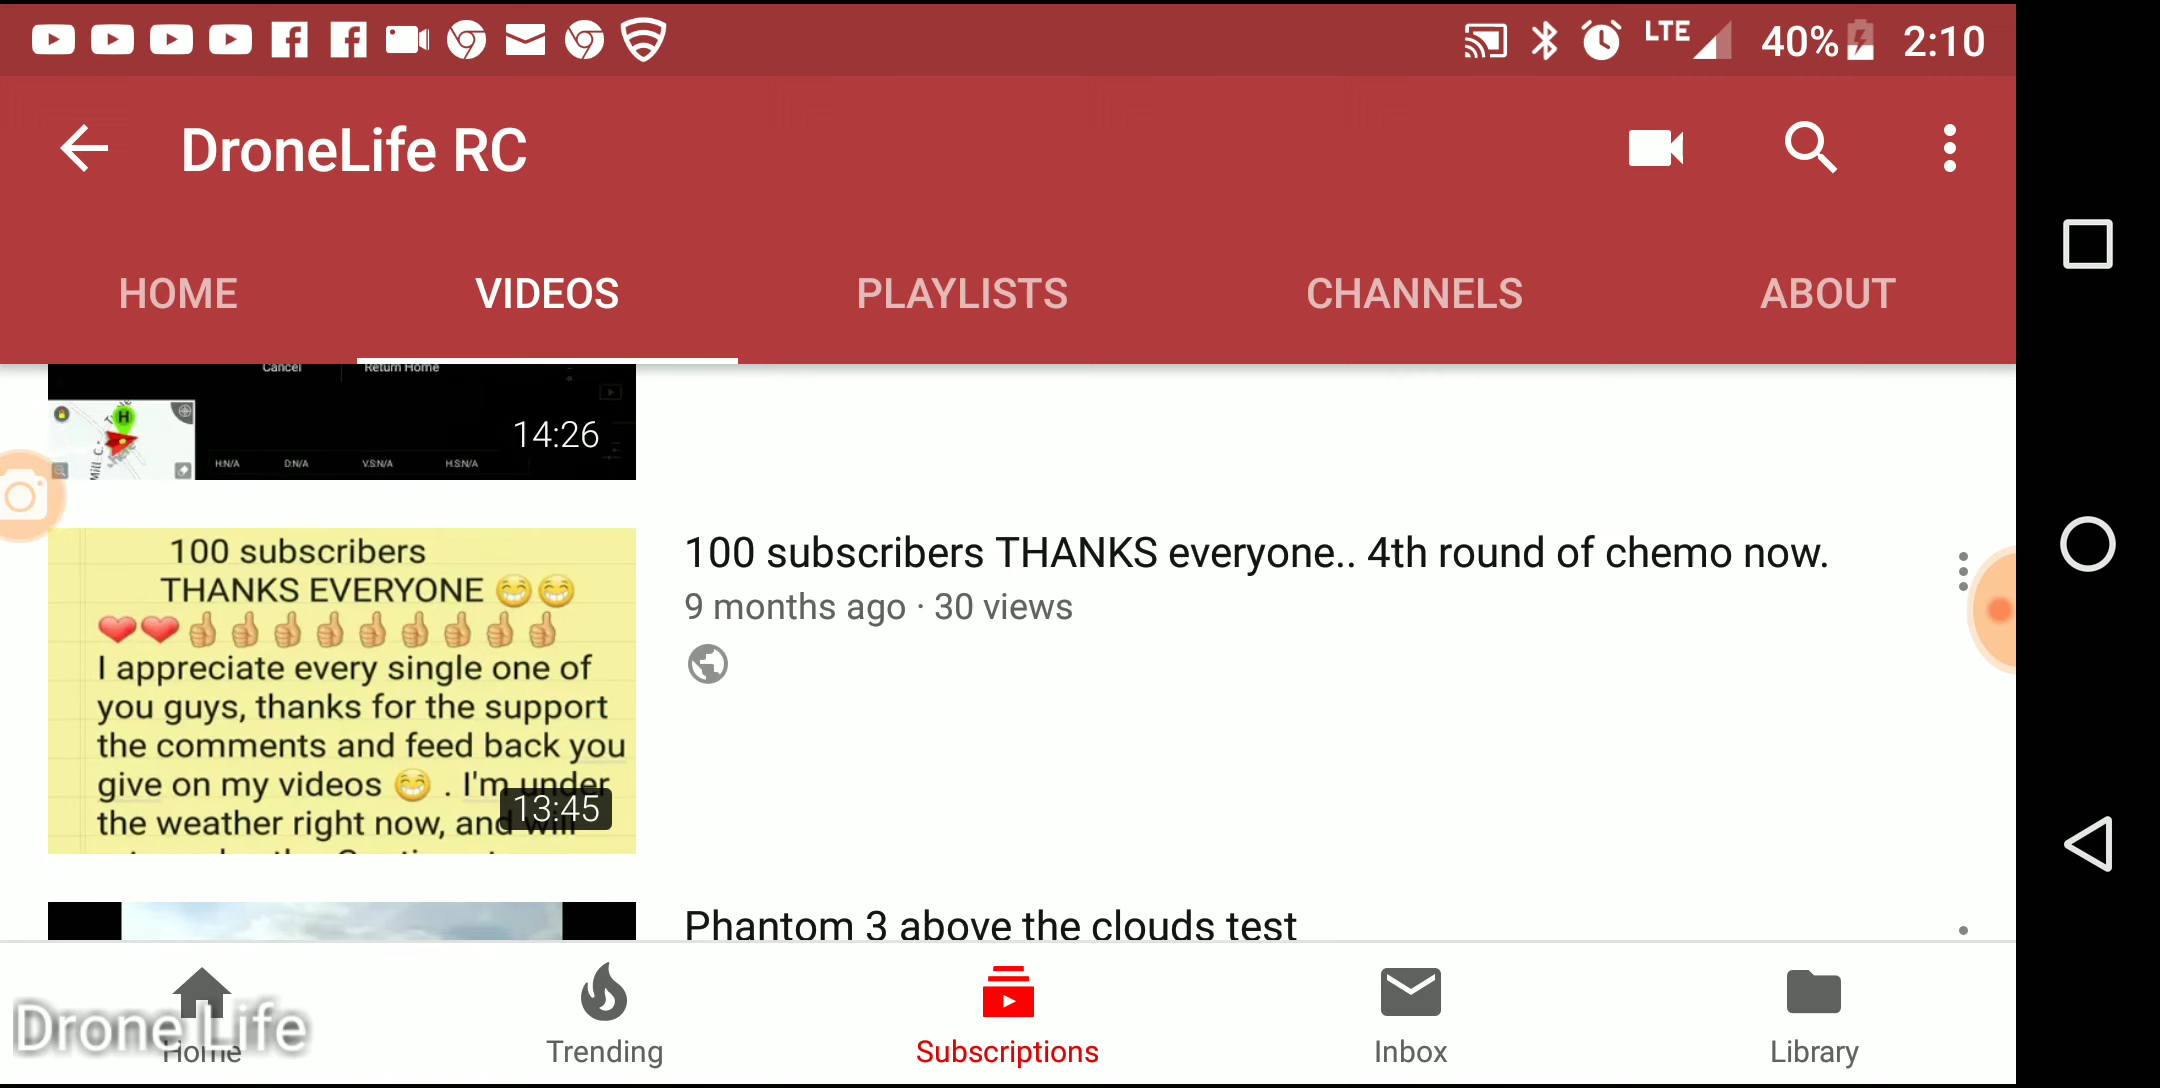 LTE 40% 2:10
DroneLife RC
HOME VIDEOS PLAYLISTS CHANNELS ABOUT
Cancel Return Home
14:26
H
Mill C
H:N/A D:N/A V.S:N/A H.S:N/A
100 subscribers
THANKS EVERYONE 😁😁
❤❤👍👍👍👍👍👍👍👍👍
I appreciate every single one of
you guys, thanks for the support
the comments and feed back you
give on my videos 😁 . I'm under
the weather right now, and will
13:45
100 subscribers THANKS everyone.. 4th round of chemo now.
9 months ago · 30 views
Phantom 3 above the clouds test
Drone Life
Home Trending Subscriptions Inbox Library